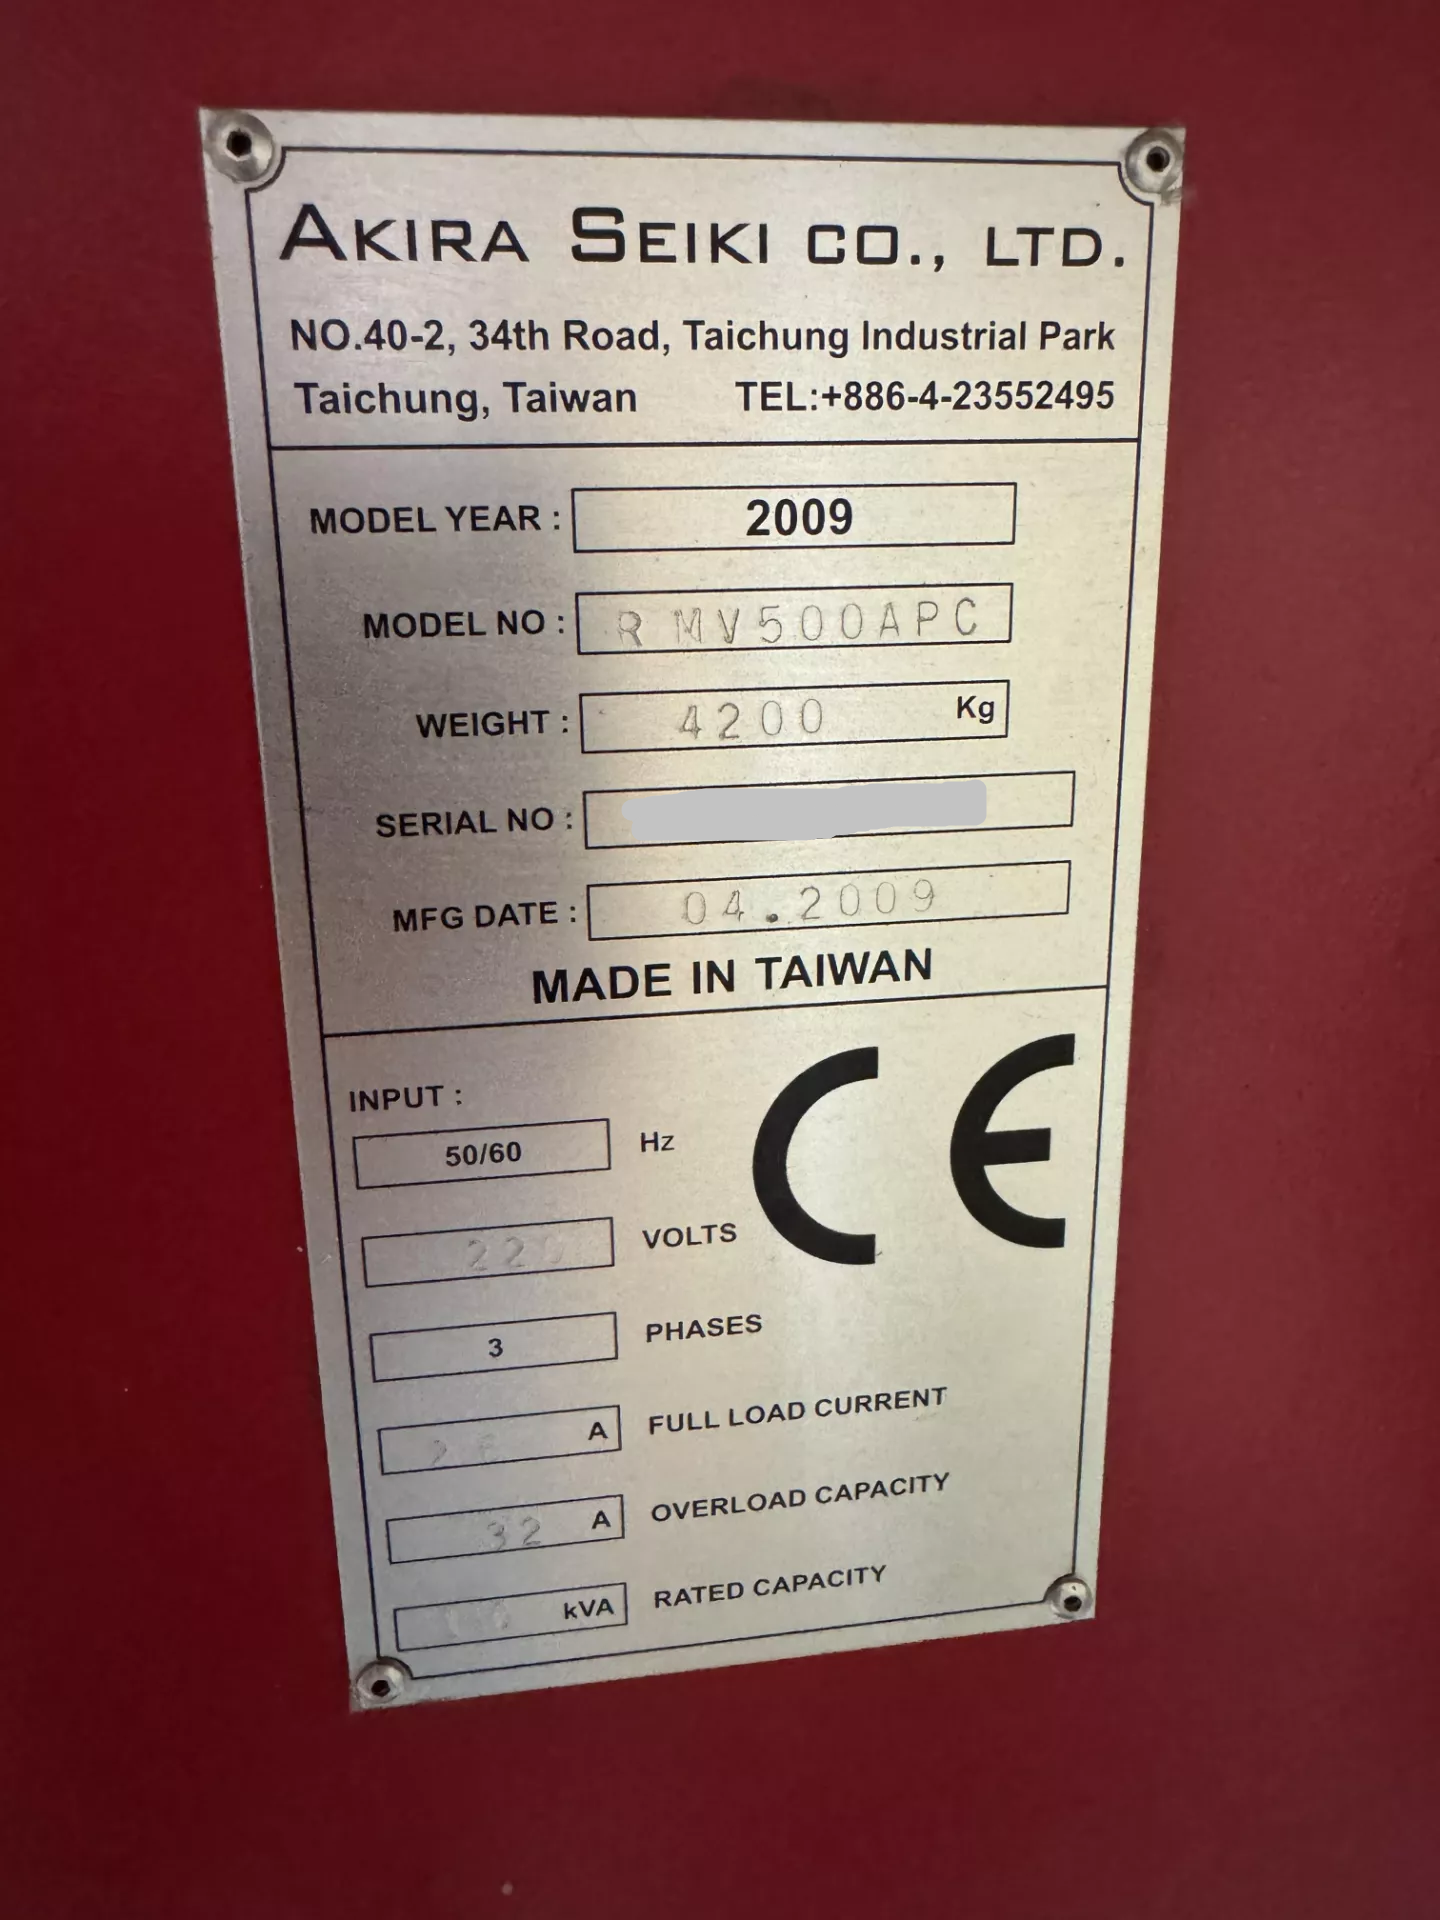 AKIRA SEIKI CO., LTD.
NO.40-2, 34th Road, Taichung Industrial Park
Taichung, Taiwan TEL:+886-4-23552495
MODEL YEAR : 2009
MODEL NO : RMV500APC
WEIGHT : 4200 Kg
SERIAL NO :
MFG DATE : 04.2009
MADE IN TAIWAN
CE
INPUT :
50/60 Hz
VOLTS
3 PHASES
A FULL LOAD CURRENT
32 A OVERLOAD CAPACITY
kVA RATED CAPACITY